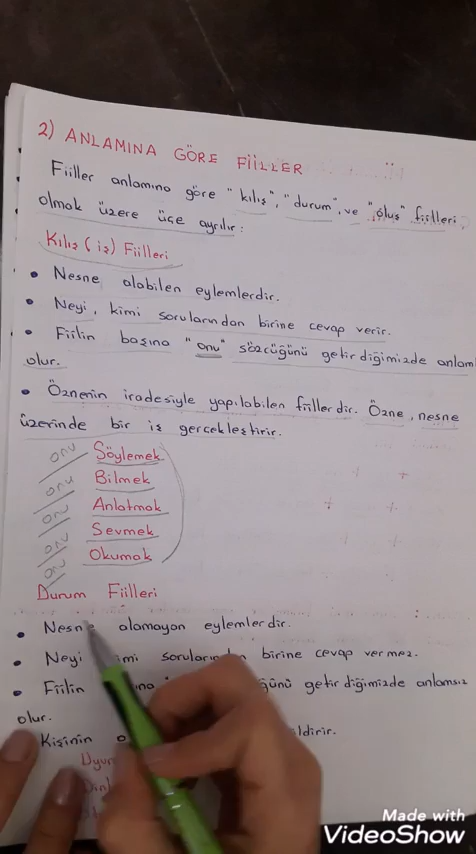 2) ANLAMINA GÖRE FİİLLER
Fiiller anlamına göre "kılış", "durum", ve "oluş" fiilleri
olmak üzere üçe ayrılır:
Kılış (iş) Fiilleri
• Nesne alabilen eylemlerdir.
• Neyi, kimi sorularından birine cevap verir.
• Fiilin başına "onu" sözcüğünü getirdiğimizde anlam
olur.
• Öznenin iradesiyle yapılabilen fiillerdir. Özne, nesne
üzerinde bir iş gerçekleştirir.
onu Söylemek
onu Bilmek
onu Anlatmak
onu Sevmek
onu Okumak
Durum Fiilleri
• Nesne alamayan eylemlerdir.
• Neyi sorularından birine cevap vermez.
• Fiilin getirdiğimizde anlamsız
olur.
Kişinin
Made with
VideoShow